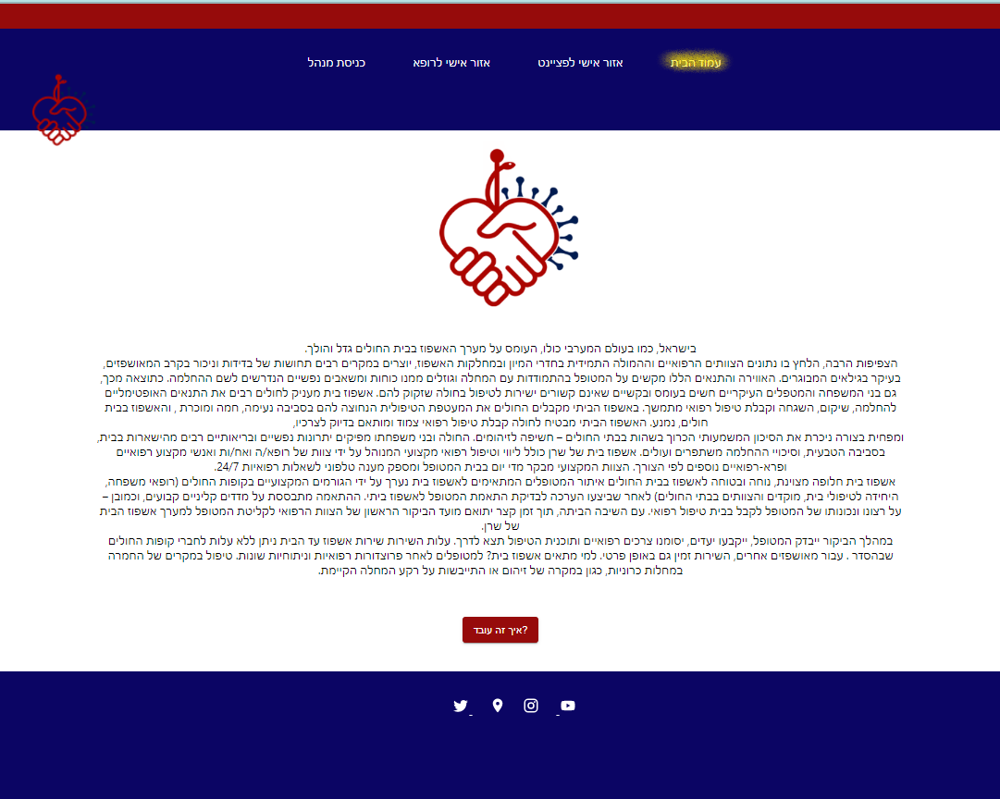 עמוד הבית
אזור אישי לפציינט
אזור אישי לרופא
כניסת מנהל
בישראל, כמו בעולם המערבי כולו, העומס על מערך האשפוז בבית החולים גדל והולך.
הצפיפות הרבה, הלחץ בו נתונים הצוותים הרפואיים וההמולה התמידית בחדרי המיון ובמחלקות האשפוז, יוצרים במקרים רבים תחושות של בדידות וניכור בקרב המאושפזים,
בעיקר בגילאים המבוגרים. האווירה והתנאים הללו מקשים על המטופל בהתמודדות עם המחלה וגוזלים ממנו כוחות ומשאבים נפשיים הנדרשים לשם ההחלמה. כתוצאה מכך,
גם בני המשפחה והמטפלים העיקריים חשים בעומס ובקשיים שאינם קשורים ישירות לטיפול בחולה שזקוק להם. אשפוז בית מעניק לחולים רבים את התנאים האופטימליים
להחלמה, שיקום, השגחה וקבלת טיפול רפואי מתמשך. באשפוז הביתי מקבלים החולים את המעטפת הטיפולית הנחוצה להם בסביבה נעימה, חמה ומוכרת , והאשפוז בבית
חולים, נמנע. האשפוז הביתי מבטיח לחולה קבלת טיפול רפואי צמוד ומותאם בדיוק לצרכיו,
ומפחית בצורה ניכרת את הסיכון המשמעותי הכרוך בשהות בבתי החולים – חשיפה לזיהומים. החולה ובני משפחתו מפיקים יתרונות נפשיים ובריאותיים רבים מהישארות בבית,
בסביבה הטבעית, וסיכויי ההחלמה משתפרים ועולים. אשפוז בית של שרן כולל ליווי וטיפול רפואי מקצועי המנוהל על ידי צוות של רופא/ה ואח/ות ואנשי מקצוע רפואיים
ופרא-רפואיים נוספים לפי הצורך. הצוות המקצועי מבקר מדי יום בבית המטופל ומספק מענה טלפוני לשאלות רפואיות 24/7.
אשפוז בית חלופה מצוינת, נוחה ובטוחה לאשפוז בבית החולים איתור המטופלים המתאימים לאשפוז בית נערך על ידי הגורמים המקצועיים בקופות החולים (רופאי משפחה,
היחידה לטיפולי בית, מוקדים והצוותים בבתי החולים) לאחר שביצעו הערכה לבדיקת התאמת המטופל לאשפוז ביתי. ההתאמה מתבססת על מדדים קליניים קבועים, וכמובן –
על רצונו ונכונותו של המטופל לקבל בבית טיפול רפואי. עם השיבה הביתה, תוך זמן קצר יתואם מועד הביקור הראשון של הצוות הרפואי לקליטת המטופל למערך אשפוז הבית
של שרן.
במהלך הביקור ייבדק המטופל, ייקבעו יעדים, יסומנו צרכים רפואיים ותוכנית הטיפול תצא לדרך. עלות השירות שירות אשפוז עד הבית ניתן ללא עלות לחברי קופות החולים
שבהסדר . עבור מאושפזים אחרים, השירות זמין גם באופן פרטי. למי מתאים אשפוז בית? למטופלים לאחר פרוצדורות רפואיות וניתוחיות שונות. טיפול במקרים של החמרה
במחלות כרוניות, כגון במקרה של זיהום או התייבשות על רקע המחלה הקיימת.
?איך זה עובד